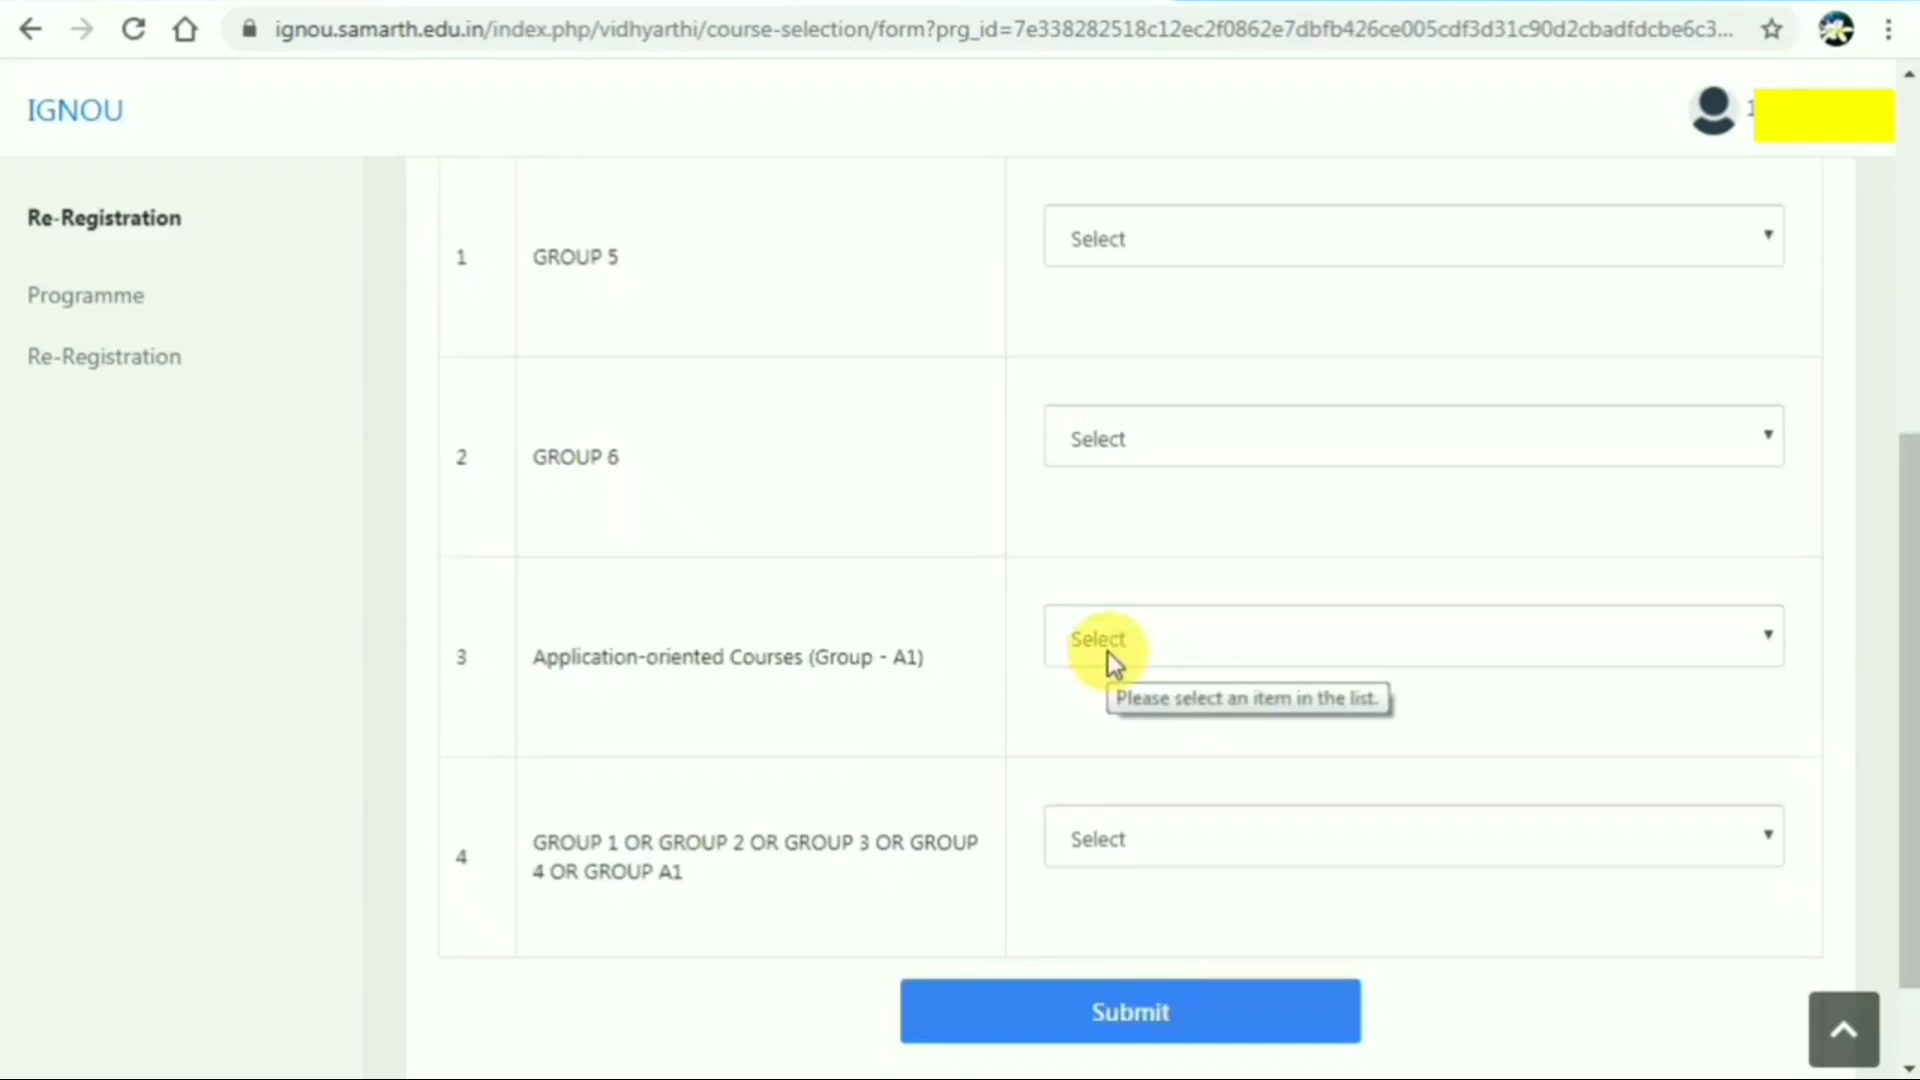 ignou.samarth.edu.in/index.php/vidhyarthi/course-selection/form?prg_id=7e338282518c12ec2f0862e7dbfb426ce005cdf3d31c90d2cbadfdcbe6c3...
IGNOU
1
Re-Registration
Programme
Re-Registration
1 GROUP 5 Select
2 GROUP 6 Select
3 Application-oriented Courses (Group - A1) Select
Please select an item in the list.
4 GROUP 1 OR GROUP 2 OR GROUP 3 OR GROUP
4 OR GROUP A1 Select
Submit